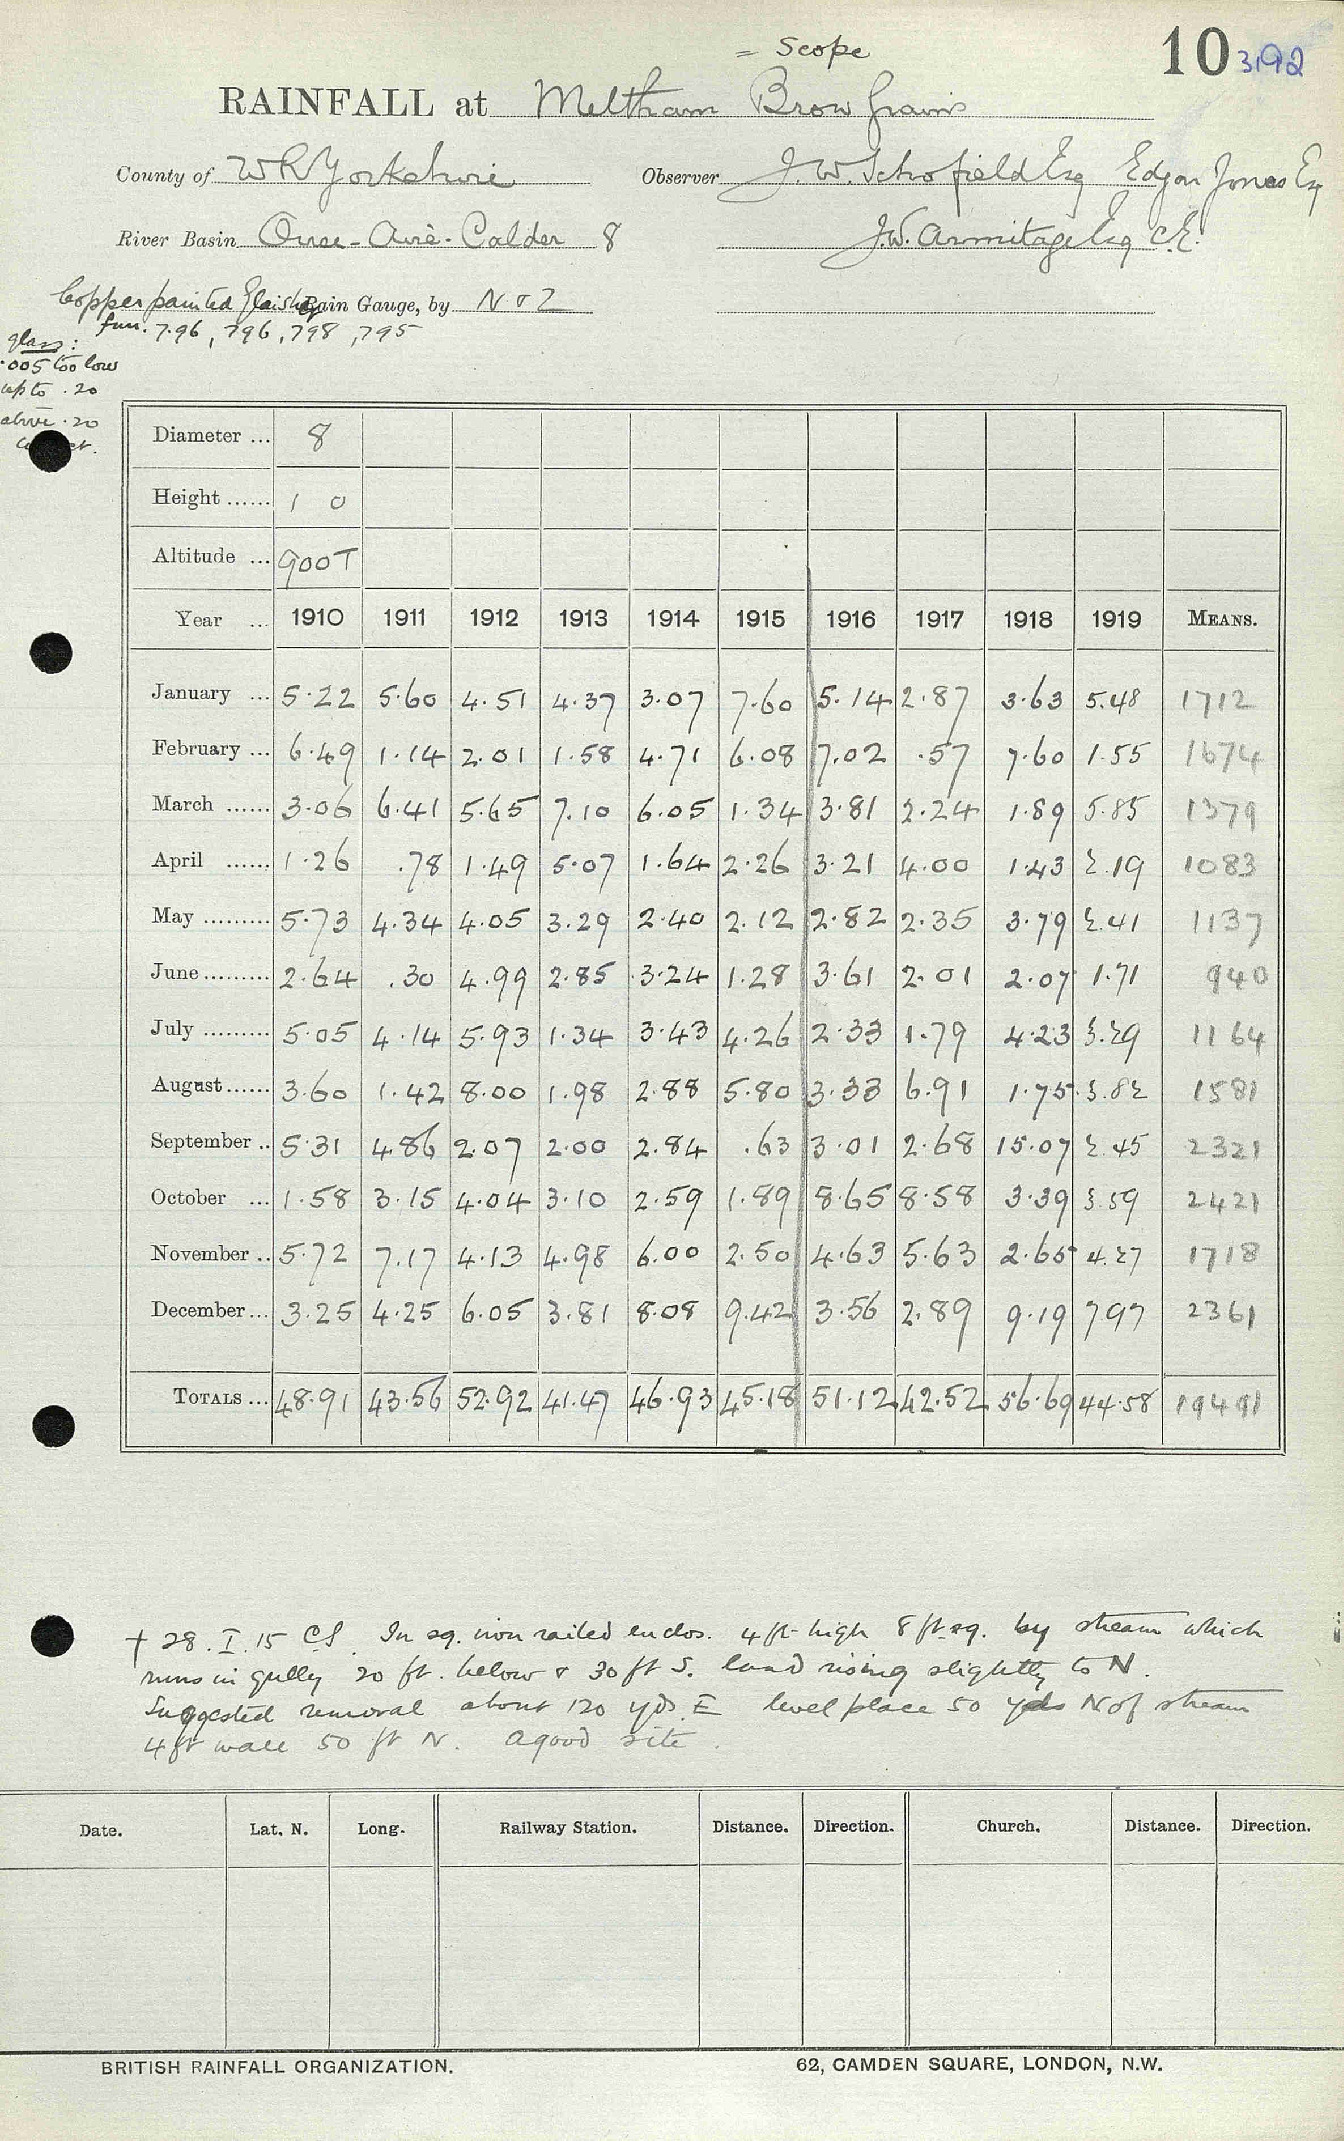 = Scope
10 3192
RAINFALL at Meltham Brow Grains
County of W R Yorkshire Observer J. W. Schofield Esq Edgar Jones Esq
River Basin Ouse - Aire - Calder 8 J.W. Armitage Esq C.E.
Copper painted Glaisher Rain Gauge, by N & Z
fun. 7.96, 796, 798, 795
glass:
.005 too low
up to .20
above .20
Diameter ... 8
Height ...... 1 0
Altitude ... 900T
Year ... 1910 1911 1912 1913 1914 1915 1916 1917 1918 1919 MEANS.
January ... 5.22 5.60 4.51 4.37 3.07 7.60 5.14 2.87 3.63 5.48 1712
February ... 6.49 1.14 2.01 1.58 4.71 6.08 7.02 .57 7.60 1.55 1674
March ...... 3.06 6.41 5.65 7.10 6.05 1.34 3.81 2.24 1.89 5.85 1379
April ...... 1.26 .78 1.49 5.07 1.64 2.26 3.21 4.00 1.43 2.19 1083
May ......... 5.73 4.34 4.05 3.29 2.40 2.12 2.82 2.35 3.79 2.41 1137
June ......... 2.64 .30 4.99 2.85 3.24 1.28 3.61 2.01 2.07 1.71 940
July ......... 5.05 4.14 5.93 1.34 3.43 4.26 2.33 1.79 4.23 3.29 1164
August ...... 3.60 1.42 8.00 1.98 2.88 5.80 3.33 6.91 1.75 3.82 1581
September .. 5.31 4.86 2.07 2.00 2.84 .63 3.01 2.68 15.07 2.45 2321
October ... 1.58 3.15 4.04 3.10 2.59 1.89 8.65 8.58 3.39 3.59 2421
November .. 5.72 7.17 4.13 4.98 6.00 2.50 4.63 5.63 2.65 4.27 1718
December ... 3.25 4.25 6.05 3.81 8.08 9.42 3.56 2.89 9.19 7.97 2361
TOTALS ... 48.91 43.56 52.92 41.47 46.93 45.18 51.12 42.52 56.69 44.58 19491
† 28. I. 15 CS In sq. iron railed enclos. 4 ft high 8 ft sq. by stream which
runs in gully 20 ft. below & 30 ft S. land rising slightly to N.
Suggested removal about 120 yds. E level place 50 yds N of stream
4 ft wall 50 ft N. A good site.
Date. Lat. N. Long. Railway Station. Distance. Direction. Church. Distance. Direction.
BRITISH RAINFALL ORGANIZATION. 62, CAMDEN SQUARE, LONDON, N.W.